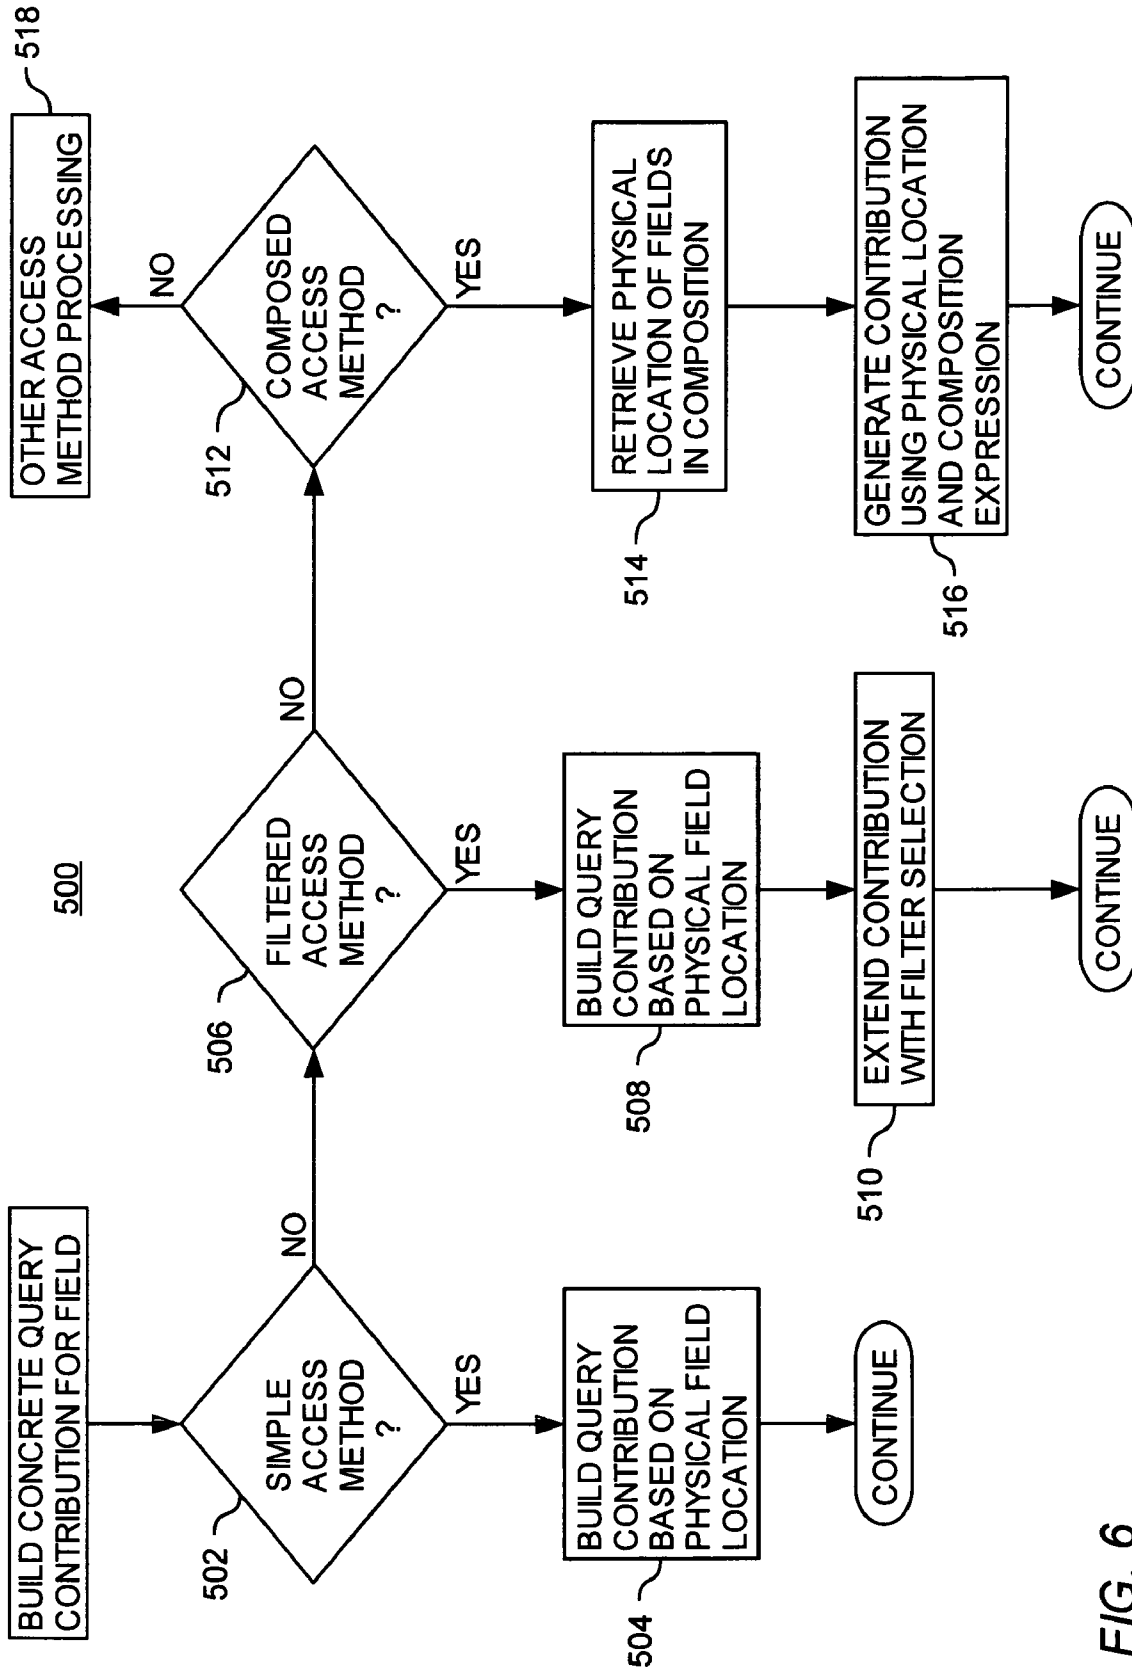 500
BUILD CONCRETE QUERY
CONTRIBUTION FOR FIELD
502
SIMPLE
ACCESS
METHOD
?
NO
YES
504
BUILD QUERY
CONTRIBUTION
BASED ON
PHYSICAL FIELD
LOCATION
CONTINUE
506
FILTERED
ACCESS
METHOD
?
NO
YES
508
BUILD QUERY
CONTRIBUTION
BASED ON
PHYSICAL FIELD
LOCATION
510
EXTEND CONTRIBUTION
WITH FILTER SELECTION
CONTINUE
512
COMPOSED
ACCESS
METHOD
?
NO
518
OTHER ACCESS
METHOD PROCESSING
YES
514
RETRIEVE PHYSICAL
LOCATION OF FIELDS
IN COMPOSITION
516
GENERATE CONTRIBUTION
USING PHYSICAL LOCATION
AND COMPOSITION
EXPRESSION
CONTINUE
FIG. 6